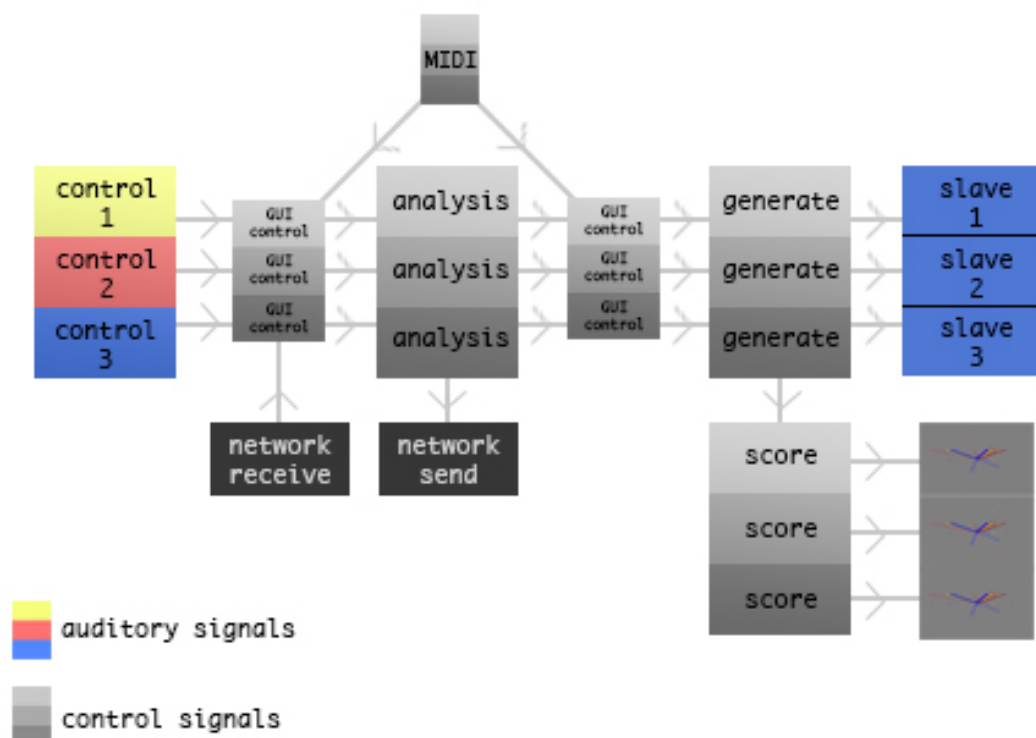 MIDI
control
1
control
2
control
3
GUI
control
GUI
control
GUI
control
analysis
analysis
analysis
GUI
control
GUI
control
GUI
control
generate
generate
generate
slave
1
slave
2
slave
3
network
receive
network
send
score
score
score
auditory signals
control signals